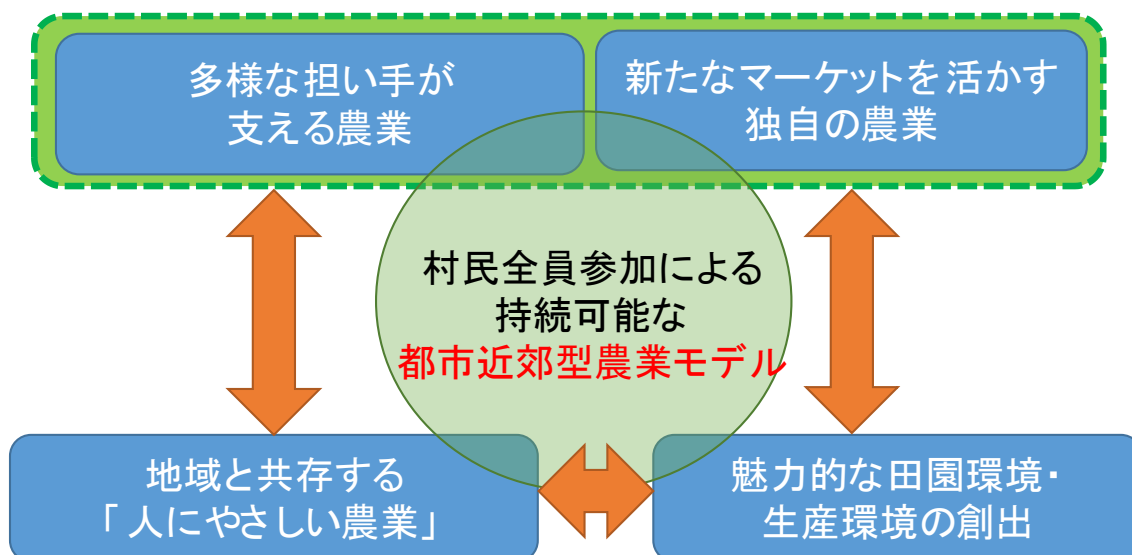 多様な担い手が
支える農業
新たなマーケットを活かす
独自の農業
村民全員参加による
持続可能な
都市近郊型農業モデル
地域と共存する
「人にやさしい農業」
魅力的な田園環境・
生産環境の創出